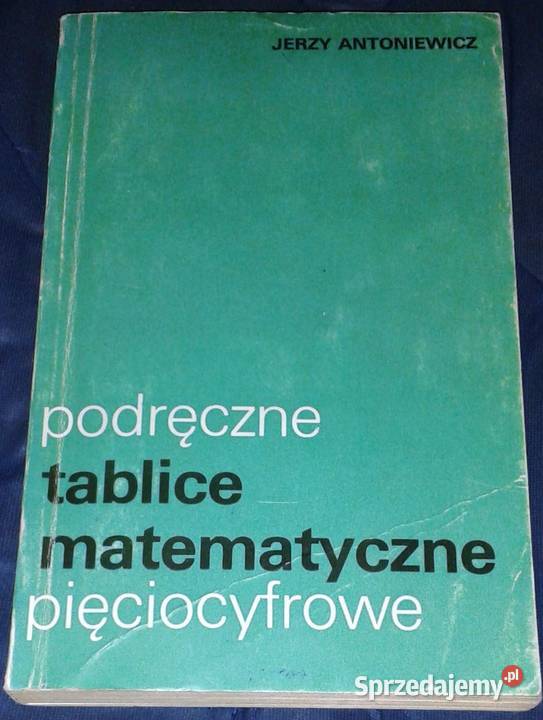 JERZY ANTONIEWICZ
podręczne
tablice
matematyczne
pięciocyfrowe
Sprzedajemy.pl